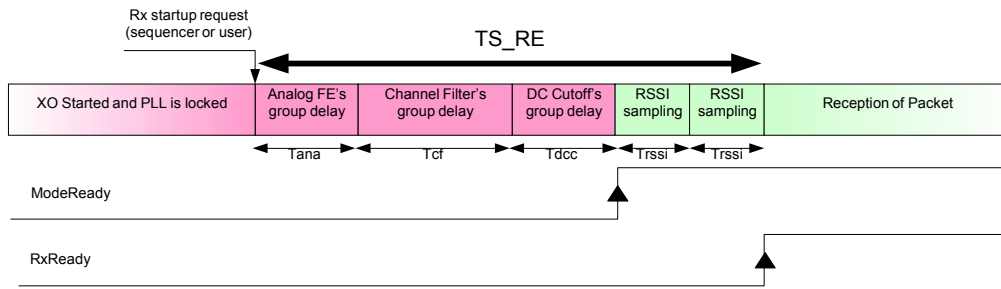 Rx startup request
(sequencer or user)
TS_RE
XO Started and PLL is locked
Analog FE's
group delay
Channel Filter's
group delay
DC Cutoff's
group delay
RSSI
sampling
RSSI
sampling
Reception of Packet
Tana
Tcf
Tdcc
Trssi
Trssi
ModeReady
RxReady